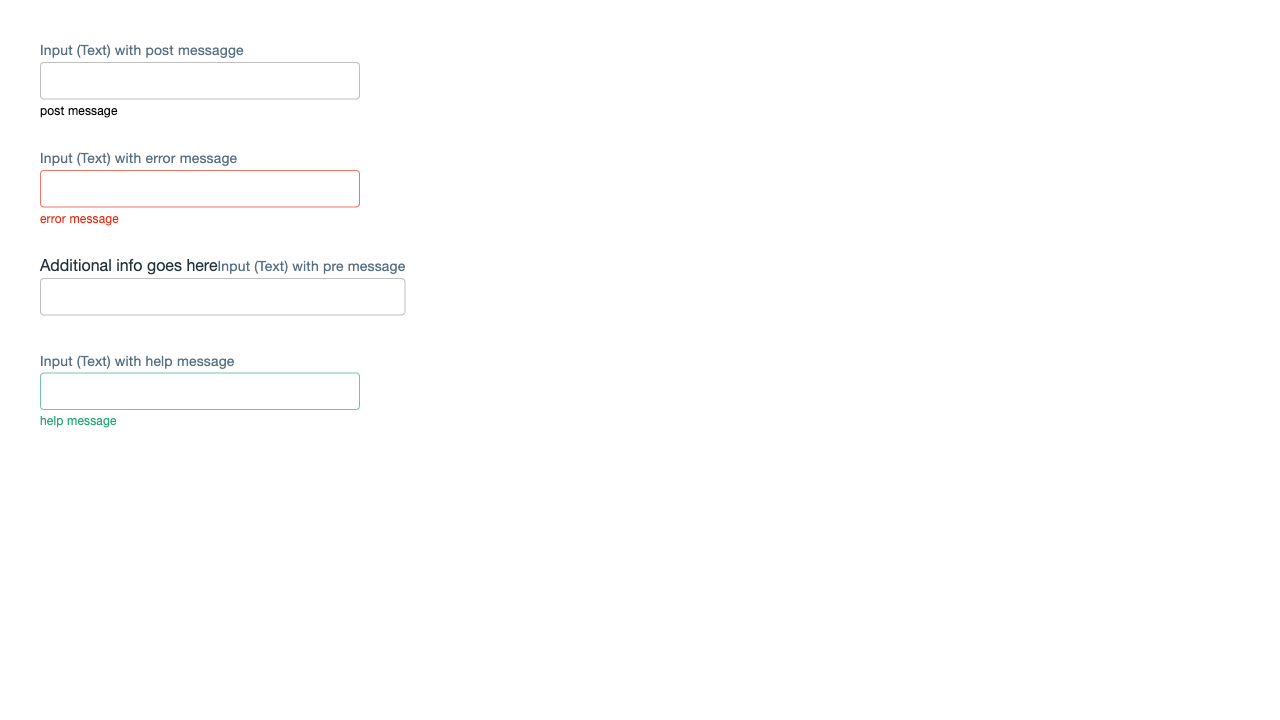 Input (Text) with post messagge
post message
Input (Text) with error message
error message
Additional info goes hereInput (Text) with pre message
Input (Text) with help message
help message